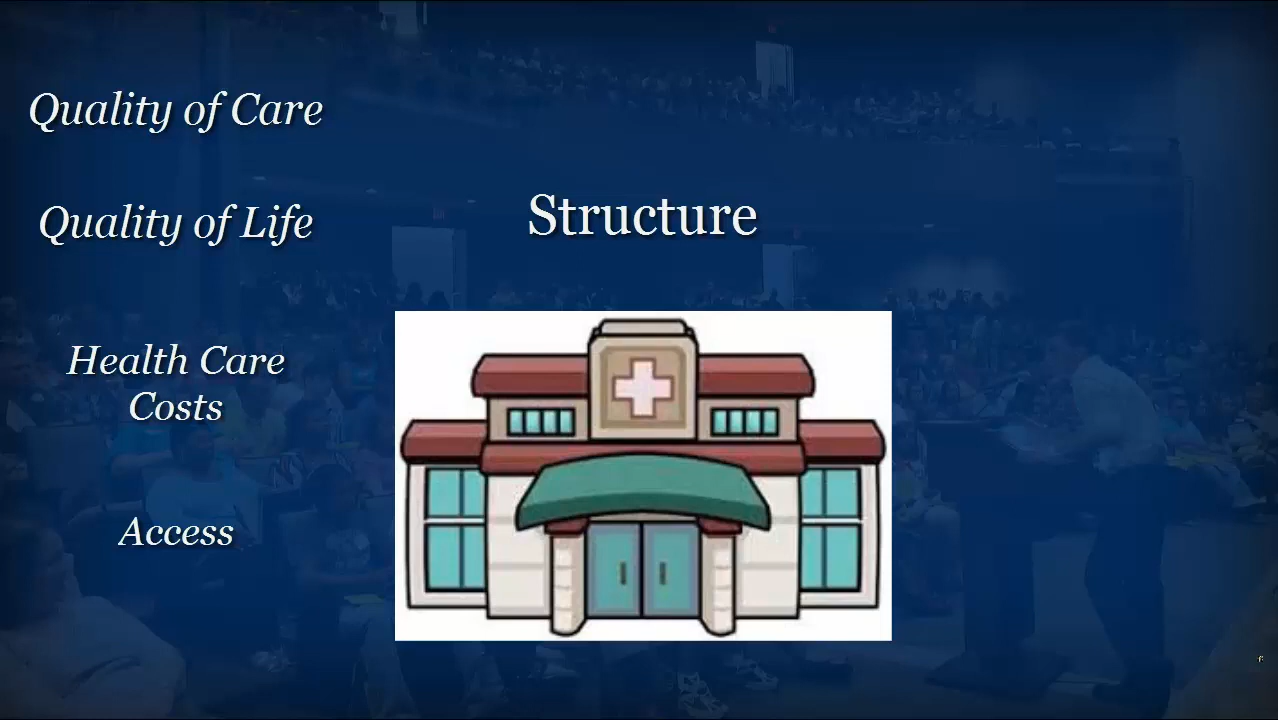 Quality of Care
Quality of Life
Structure
Health Care
Costs
Access